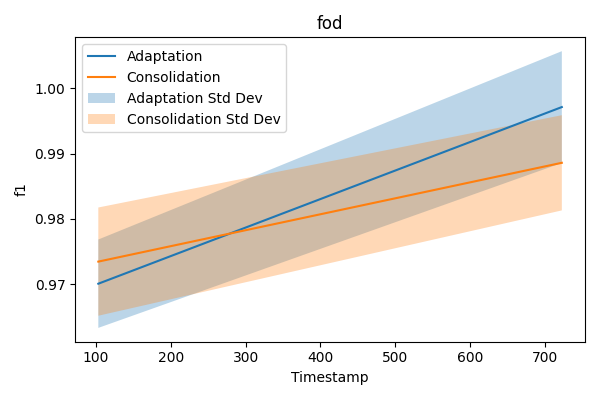 fod
Adaptation
Consolidation
Adaptation Std Dev
Consolidation Std Dev
f1
1.00
0.99
0.98
0.97
100 200 300 400 500 600 700
Timestamp